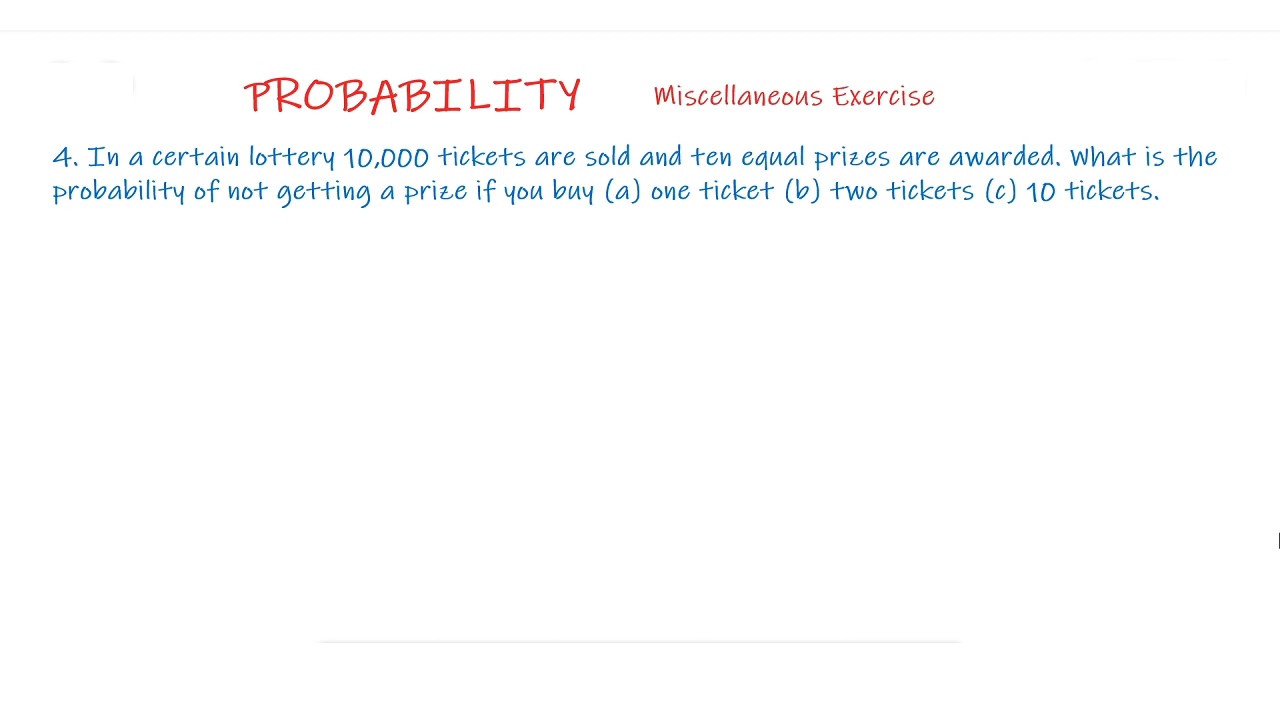 PROBABILITY Miscellaneous Exercise
4. In a certain lottery 10,000 tickets are sold and ten equal prizes are awarded. What is the
probability of not getting a prize if you buy (a) one ticket (b) two tickets (c) 10 tickets.